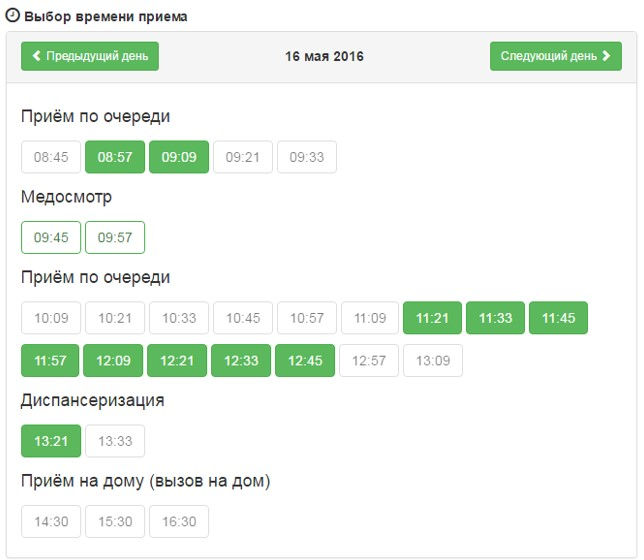 Выбор времени приема
Предыдущий день 16 мая 2016 Следующий день
Приём по очереди
08:45 08:57 09:09 09:21 09:33
Медосмотр
09:45 09:57
Приём по очереди
10:09 10:21 10:33 10:45 10:57 11:09 11:21 11:33 11:45
11:57 12:09 12:21 12:33 12:45 12:57 13:09
Диспансеризация
13:21 13:33
Приём на дому (вызов на дом)
14:30 15:30 16:30